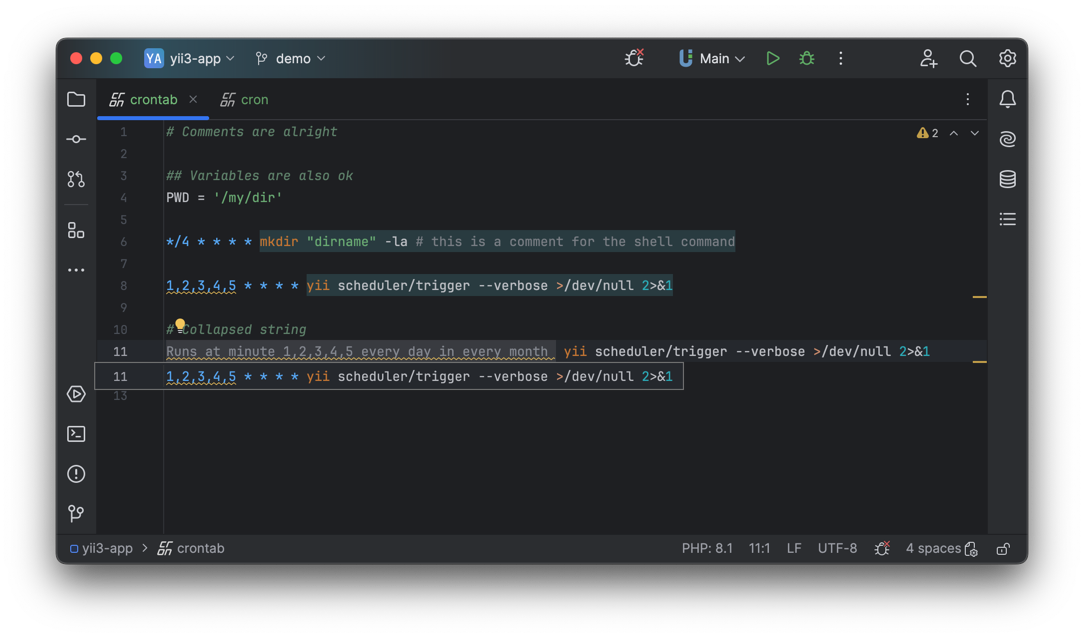 YA yii3-app demo Main
crontab cron
1 # Comments are alright
2
3 ## Variables are also ok
4 PWD = '/my/dir'
5
6 */4 * * * * mkdir "dirname" -la # this is a comment for the shell command
7
8 1,2,3,4,5 * * * * yii scheduler/trigger --verbose >/dev/null 2>&1
9
10 # Collapsed string
11 Runs at minute 1,2,3,4,5 every day in every month yii scheduler/trigger --verbose >/dev/null 2>&1
11 1,2,3,4,5 * * * * yii scheduler/trigger --verbose >/dev/null 2>&1
13
2
yii3-app > crontab PHP: 8.1 11:1 LF UTF-8 4 spaces